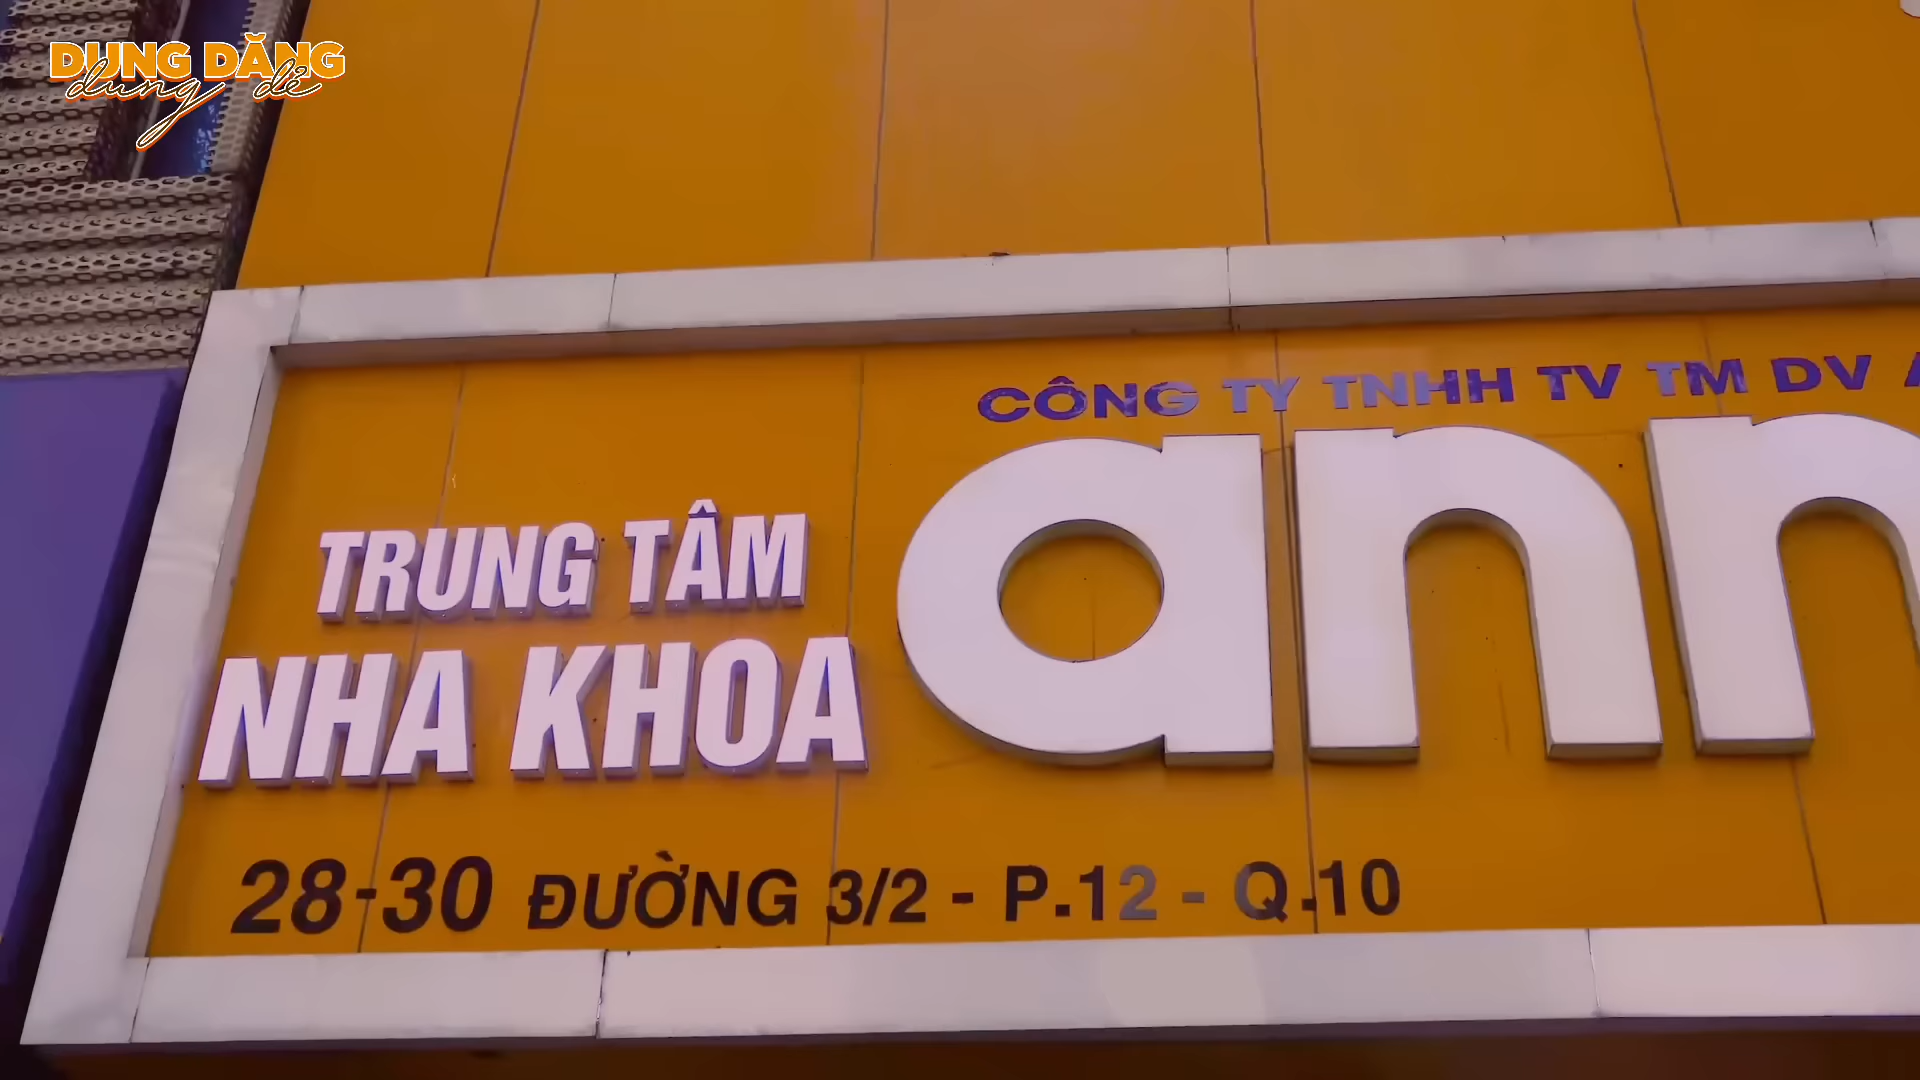 DUNG DĂNG
dung dẻ
CÔNG TY TNHH TV TM DV
TRUNG TÂM
NHA KHOA
ann
28-30 ĐƯỜNG 3/2 - P.12 - Q.10